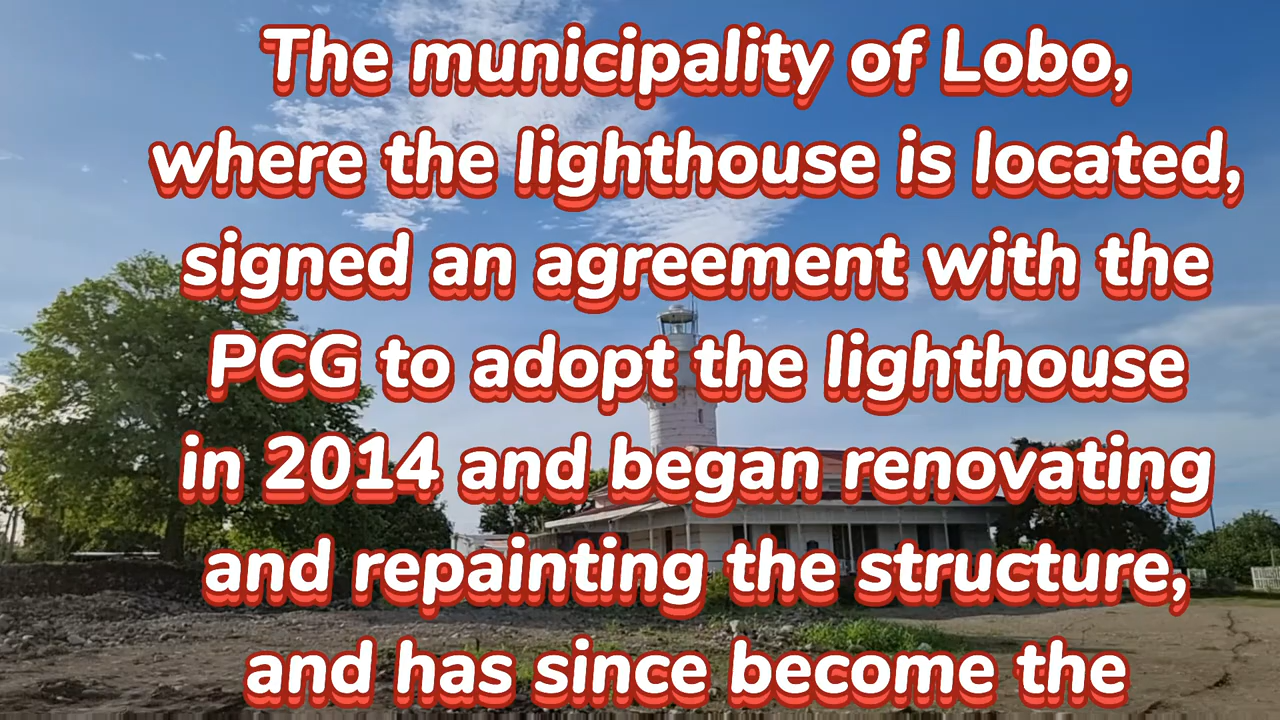 The municipality of Lobo,
where the lighthouse is located,
signed an agreement with the
PCG to adopt the lighthouse
in 2014 and began renovating
and repainting the structure,
and has since become the